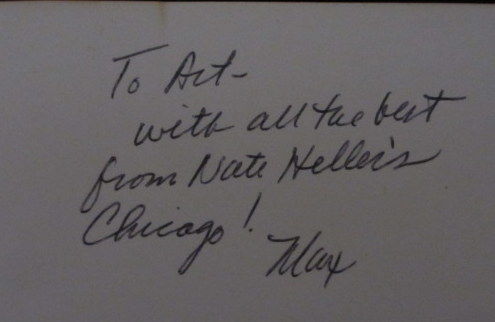 To Art-
with all the best
from Nate Heller's
Chicago!
Max